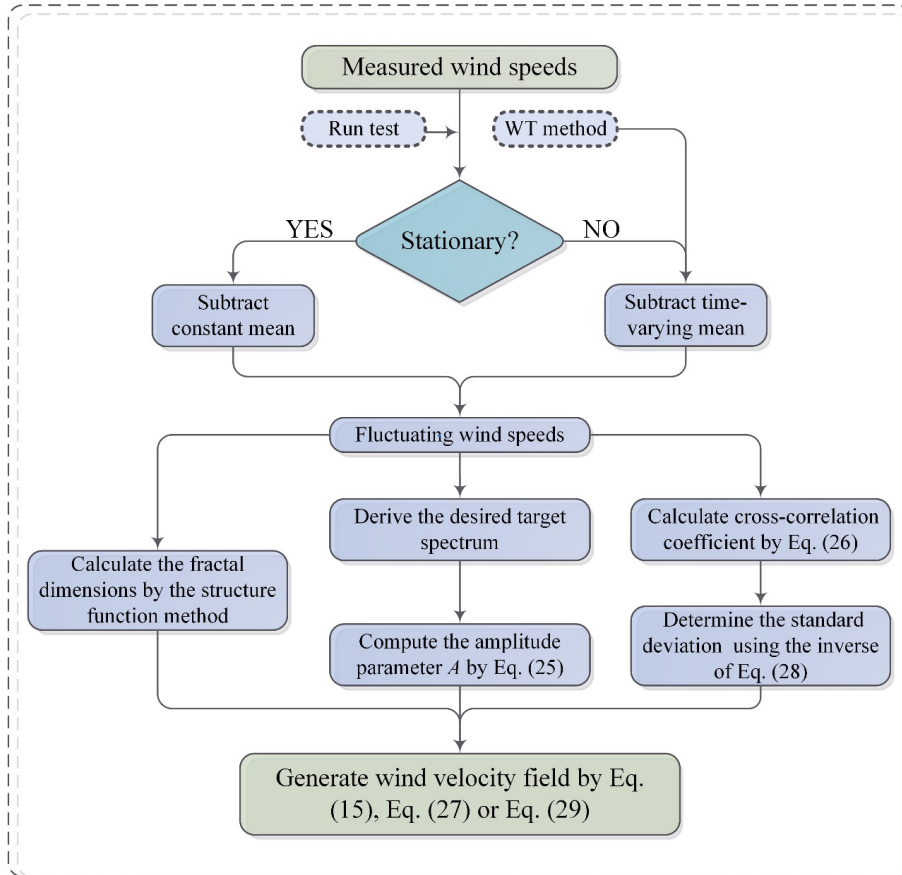 Measured wind speeds
Run test
WT method
YES
Stationary?
NO
Subtract
constant mean
Subtract time-
varying mean
Fluctuating wind speeds
Calculate the fractal
dimensions by the structure
function method
Derive the desired target
spectrum
Calculate cross-correlation
coefficient by Eq. (26)
Compute the amplitude
parameter A by Eq. (25)
Determine the standard
deviation using the inverse
of Eq. (28)
Generate wind velocity field by Eq.
(15), Eq. (27) or Eq. (29)